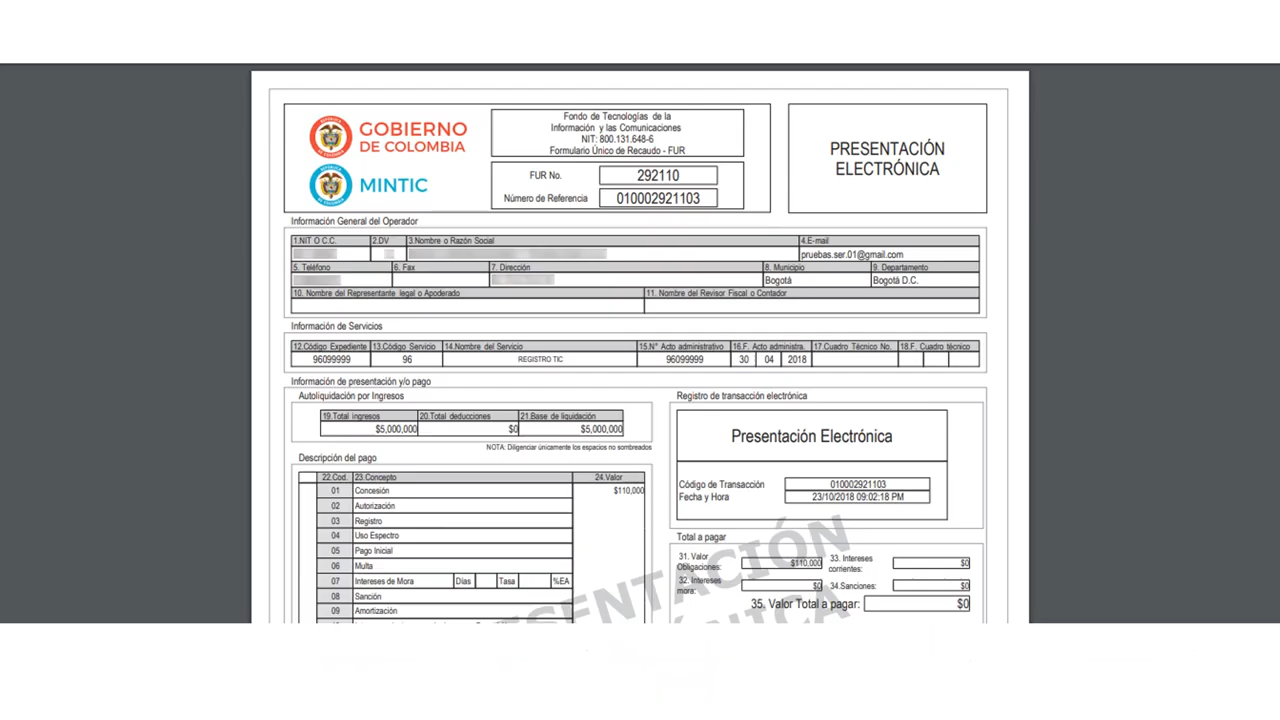 GOBIERNO
DE COLOMBIA
MINTIC
Fondo de Tecnologías de la
Información y las Comunicaciones
NIT: 800.131.648-6
Formulario Único de Recaudo - FUR
FUR No. 292110
Número de Referencia 010002921103
PRESENTACIÓN
ELECTRÓNICA
Información General del Operador
1.NIT O C.C. 2.DV 3.Nombre o Razón Social 4.E-mail
pruebas.ser.01@gmail.com
5. Teléfono 6. Fax 7. Dirección 8. Municipio 9. Departamento
Bogotá Bogotá D.C.
10. Nombre del Representante legal o Apoderado 11. Nombre del Revisor Fiscal o Contador
Información de Servicios
12.Código Expediente 13.Código Servicio 14.Nombre del Servicio 15.N° Acto administrativo 16.F. Acto administra. 17.Cuadro Técnico No. 18.F. Cuadro técnico
96099999 96 REGISTRO TIC 96099999 30 04 2018
Información de presentación y/o pago
Autoliquidación por Ingresos
19.Total ingresos 20.Total deducciones 21.Base de liquidación
$5,000,000 $0 $5,000,000
NOTA: Diligenciar únicamente los espacios no sombreados
Descripción del pago
22.Cod. 23.Concepto 24.Valor
01 Concesión $110,000
02 Autorización
03 Registro
04 Uso Espectro
05 Pago Inicial
06 Multa
07 Intereses de Mora Días Tasa %EA
08 Sanción
09 Amortización
Registro de transacción electrónica
Presentación Electrónica
Código de Transacción 010002921103
Fecha y Hora 23/10/2018 09:02:18 PM
Total a pagar
31. Valor
Obligaciones: $110,000
33. Intereses
corrientes: $0
32. Intereses
mora: $0
34.Sanciones: $0
35. Valor Total a pagar: $0